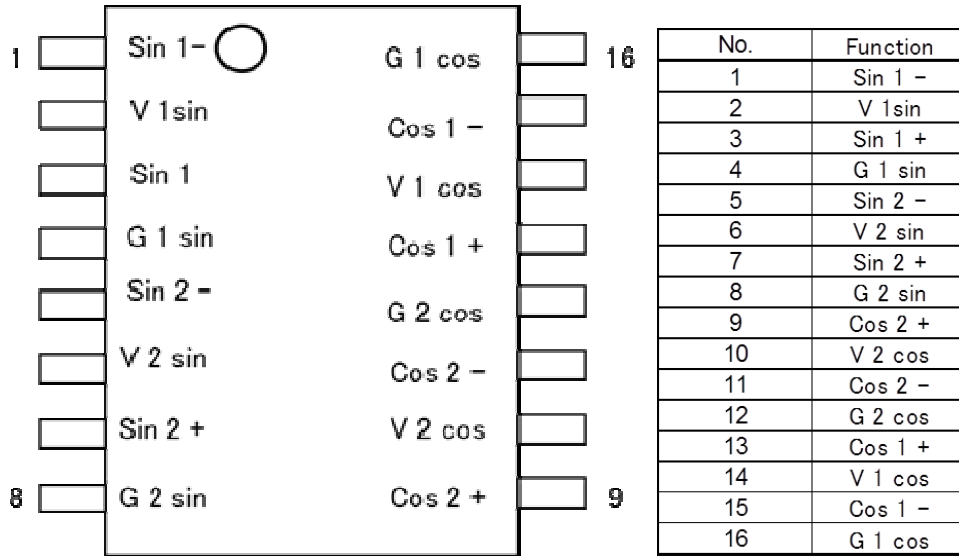 1 Sin 1- G 1 cos 16
V 1sin Cos 1 -
Sin 1 V 1 cos
G 1 sin Cos 1 +
Sin 2 - G 2 cos
V 2 sin Cos 2 -
Sin 2 + V 2 cos
8 G 2 sin Cos 2 + 9
No. Function
1 Sin 1 -
2 V 1sin
3 Sin 1 +
4 G 1 sin
5 Sin 2 -
6 V 2 sin
7 Sin 2 +
8 G 2 sin
9 Cos 2 +
10 V 2 cos
11 Cos 2 -
12 G 2 cos
13 Cos 1 +
14 V 1 cos
15 Cos 1 -
16 G 1 cos